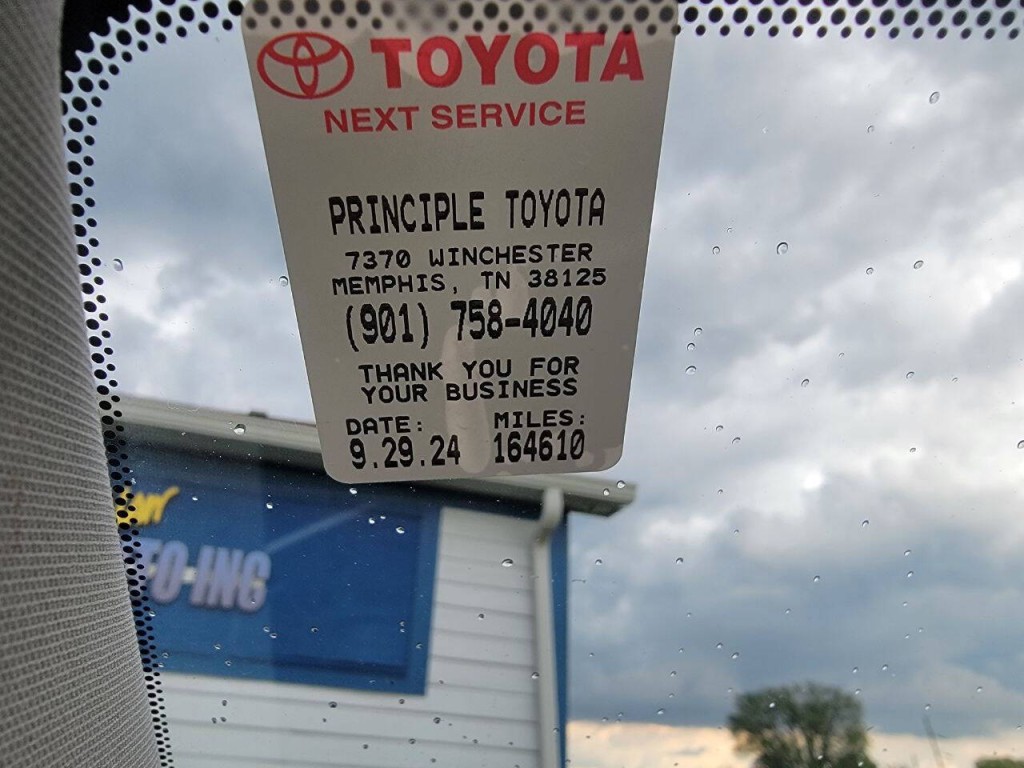 TOYOTA
NEXT SERVICE
PRINCIPLE TOYOTA
7370 WINCHESTER
MEMPHIS, TN 38125
(901) 758-4040
THANK YOU FOR
YOUR BUSINESS
DATE: MILES:
9.29.24 164610